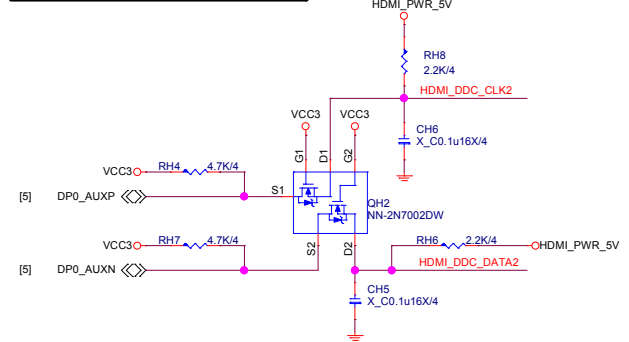 HDMI_PWR_5V
RH8
2.2K/4
HDMI_DDC_CLK2
VCC3
VCC3
CH6
X_C0.1u16X/4
G1
D1
G2
VCC3
RH4
4.7K/4
[5]
DP0_AUXP
S1
QH2
NN-2N7002DW
VCC3
RH7
4.7K/4
S2
D2
RH6
2.2K/4
HDMI_PWR_5V
[5]
DP0_AUXN
HDMI_DDC_DATA2
CH5
X_C0.1u16X/4